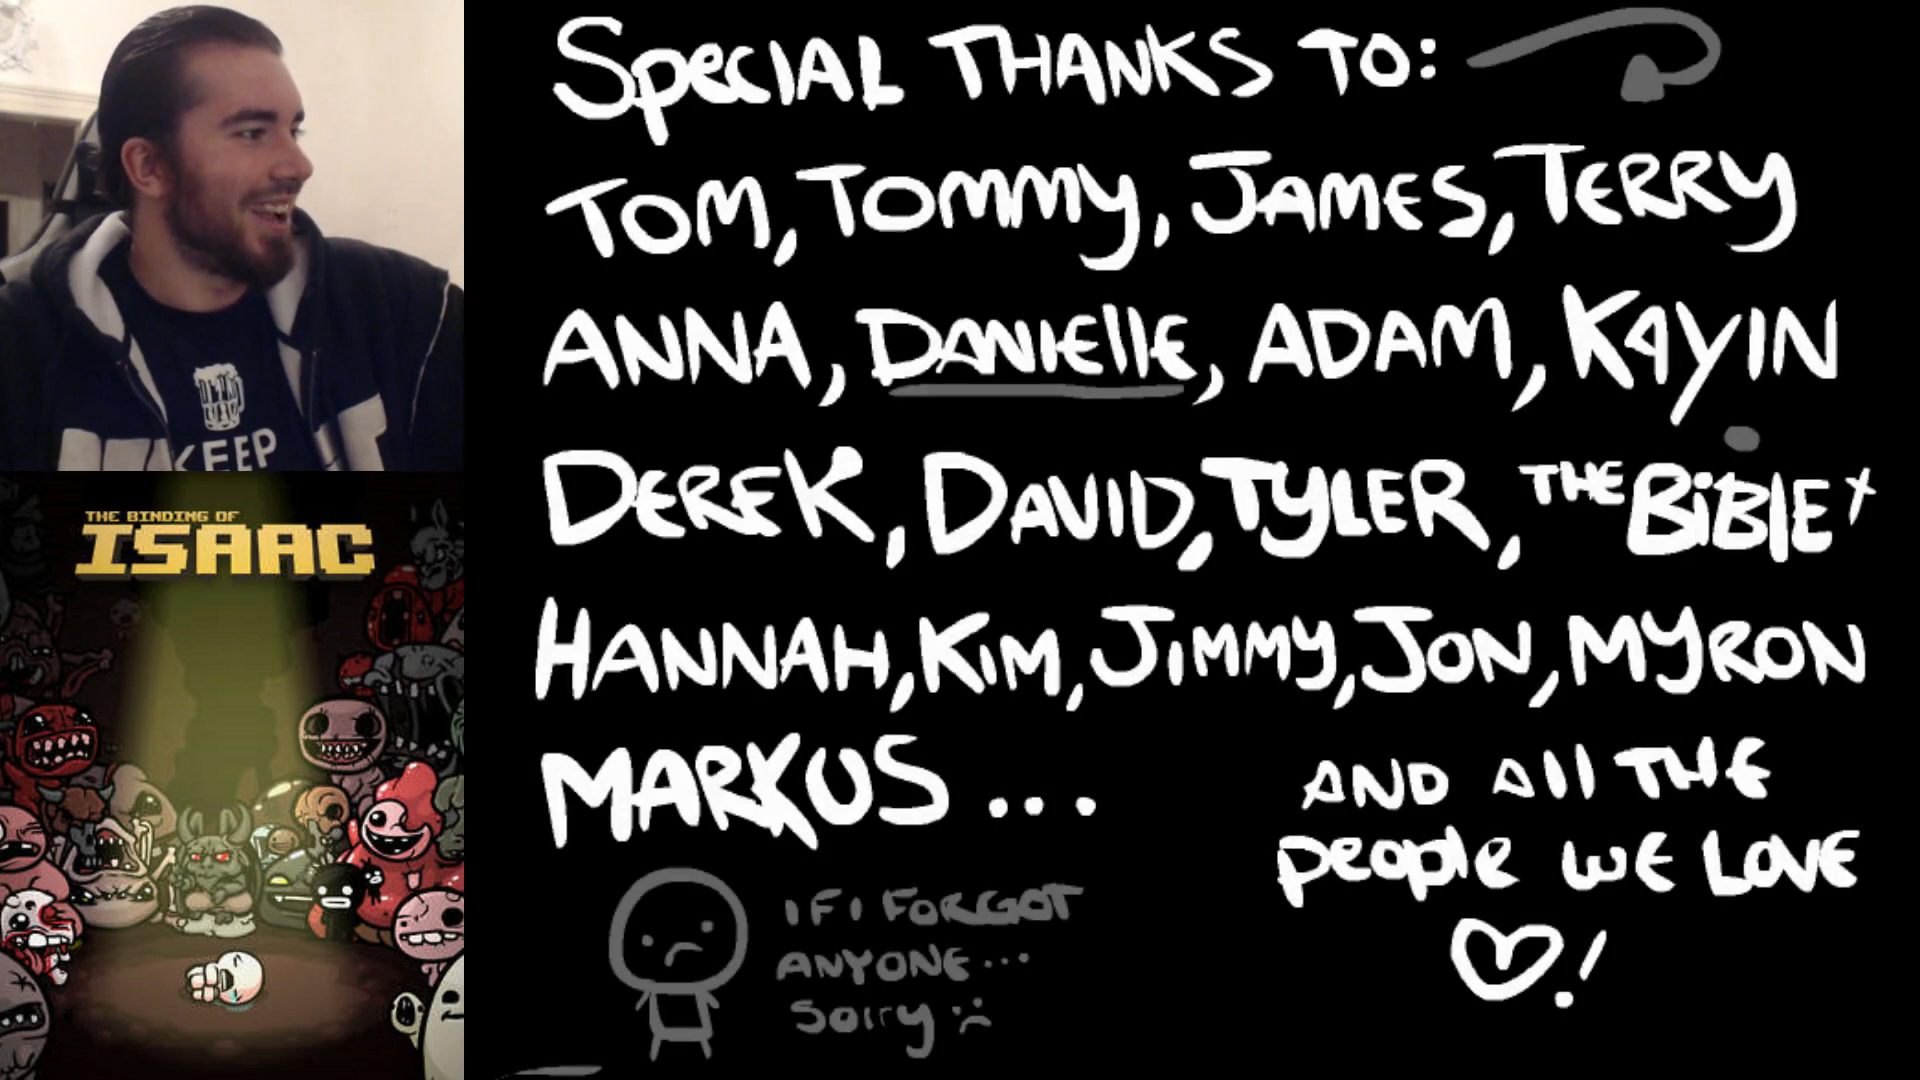 SPECIAL THANKS TO:
TOM, TOMMY, JAMES, TERRY
ANNA, DANIELLE, ADAM, KAYIN
DEREK, DAVID, TYLER, THE BIBLE
HANNAH, KIM, JIMMY, JON, MYRON
MARKUS...
AND ALL THE
PEOPLE WE LOVE
!
IF I FORGOT
ANYONE...
SORRY :(
KEEP
THE BINDING OF
ISAAC